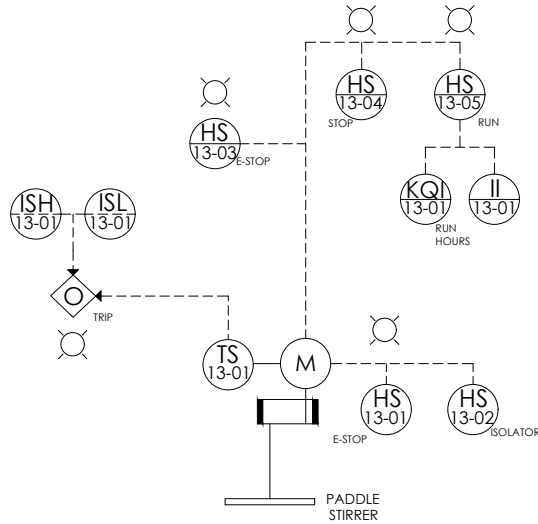 HS
13-04
STOP
HS
13-05
RUN
HS
13-03
E-STOP
KQI
13-01
RUN
HOURS
II
13-01
ISH
13-01
ISL
13-01
O
TRIP
TS
13-01
M
HS
13-01
E-STOP
HS
13-02
ISOLATOR
PADDLE
STIRRER